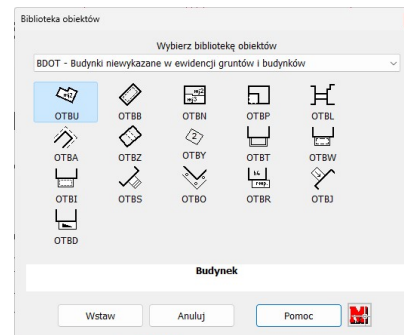 Biblioteka obiektów
Wybierz bibliotekę obiektów
BDOT - Budynki niewykazane w ewidencji gruntów i budynków
OTBU OTBB OTBN OTBP OTBL
OTBA OTBZ OTBY OTBT OTBW
OTBI OTBS OTBO OTBR OTBJ
OTBD
Budynek
Wstaw Anuluj Pomoc